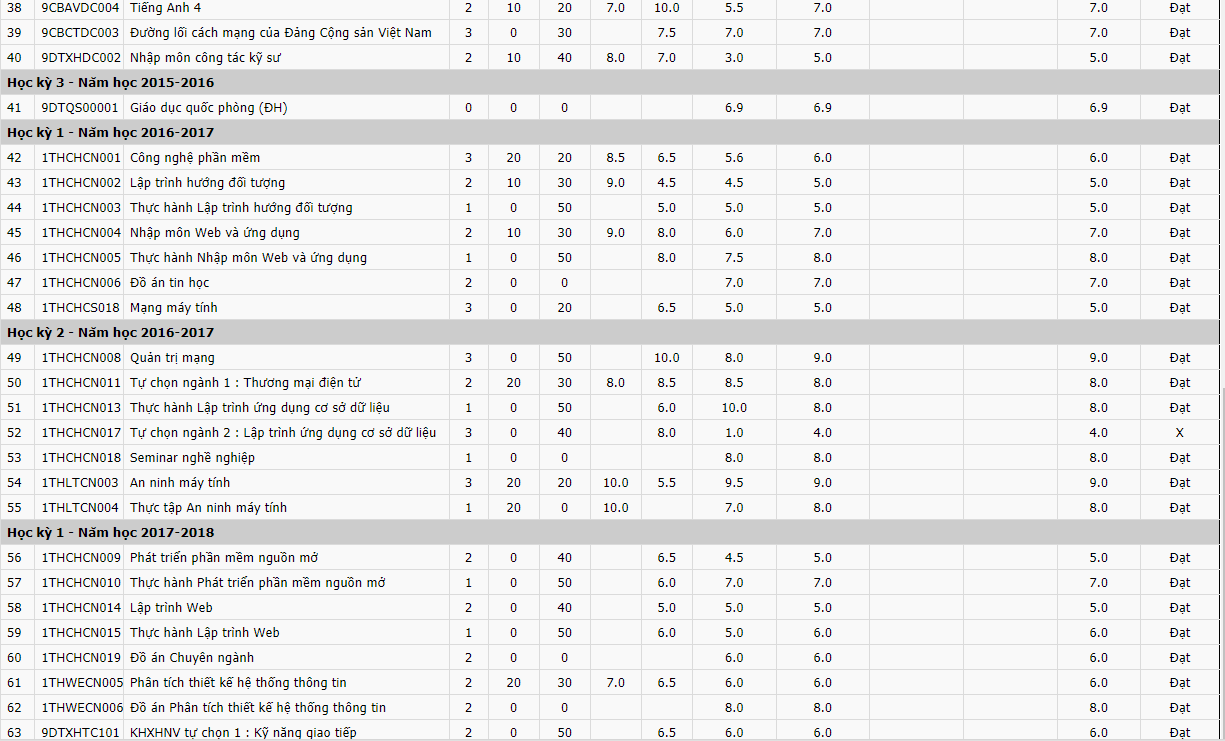 38 9CBAVDC004 Tiếng Anh 4 2 10 20 7.0 10.0 5.5 7.0 7.0 Đạt
39 9CBCTDC003 Đường lối cách mạng của Đảng Cộng sản Việt Nam 3 0 30 7.5 7.0 7.0 7.0 Đạt
40 9DTXHDC002 Nhập môn công tác kỹ sư 2 10 40 8.0 7.0 3.0 5.0 5.0 Đạt
Học kỳ 3 - Năm học 2015-2016
41 9DTQS00001 Giáo dục quốc phòng (ĐH) 0 0 0 6.9 6.9 6.9 Đạt
Học kỳ 1 - Năm học 2016-2017
42 1THCHCN001 Công nghệ phần mềm 3 20 20 8.5 6.5 5.6 6.0 6.0 Đạt
43 1THCHCN002 Lập trình hướng đối tượng 2 10 30 9.0 4.5 4.5 5.0 5.0 Đạt
44 1THCHCN003 Thực hành Lập trình hướng đối tượng 1 0 50 5.0 5.0 5.0 5.0 Đạt
45 1THCHCN004 Nhập môn Web và ứng dụng 2 10 30 9.0 8.0 6.0 7.0 7.0 Đạt
46 1THCHCN005 Thực hành Nhập môn Web và ứng dụng 1 0 50 8.0 7.5 8.0 8.0 Đạt
47 1THCHCN006 Đồ án tin học 2 0 0 7.0 7.0 7.0 Đạt
48 1THCHCS018 Mạng máy tính 3 0 20 6.5 5.0 5.0 5.0 Đạt
Học kỳ 2 - Năm học 2016-2017
49 1THCHCN008 Quản trị mạng 3 0 50 10.0 8.0 9.0 9.0 Đạt
50 1THCHCN011 Tự chọn ngành 1 : Thương mại điện tử 2 20 30 8.0 8.5 8.5 8.0 8.0 Đạt
51 1THCHCN013 Thực hành Lập trình ứng dụng cơ sở dữ liệu 1 0 50 6.0 10.0 8.0 8.0 Đạt
52 1THCHCN017 Tự chọn ngành 2 : Lập trình ứng dụng cơ sở dữ liệu 3 0 40 8.0 1.0 4.0 4.0 X
53 1THCHCN018 Seminar nghề nghiệp 1 0 0 8.0 8.0 8.0 Đạt
54 1THLTCN003 An ninh máy tính 3 20 20 10.0 5.5 9.5 9.0 9.0 Đạt
55 1THLTCN004 Thực tập An ninh máy tính 1 20 0 10.0 7.0 8.0 8.0 Đạt
Học kỳ 1 - Năm học 2017-2018
56 1THCHCN009 Phát triển phần mềm nguồn mở 2 0 40 6.5 4.5 5.0 5.0 Đạt
57 1THCHCN010 Thực hành Phát triển phần mềm nguồn mở 1 0 50 6.0 7.0 7.0 7.0 Đạt
58 1THCHCN014 Lập trình Web 2 0 40 5.0 5.0 5.0 5.0 Đạt
59 1THCHCN015 Thực hành Lập trình Web 1 0 50 6.0 5.0 6.0 6.0 Đạt
60 1THCHCN019 Đồ án Chuyên ngành 2 0 0 6.0 6.0 6.0 Đạt
61 1THWECN005 Phân tích thiết kế hệ thống thông tin 2 20 30 7.0 6.5 6.0 6.0 6.0 Đạt
62 1THWECN006 Đồ án Phân tích thiết kế hệ thống thông tin 2 0 0 8.0 8.0 8.0 Đạt
63 9DTXHTC101 KHXHNV tự chọn 1 : Kỹ năng giao tiếp 2 0 50 6.5 6.0 6.0 6.0 Đạt